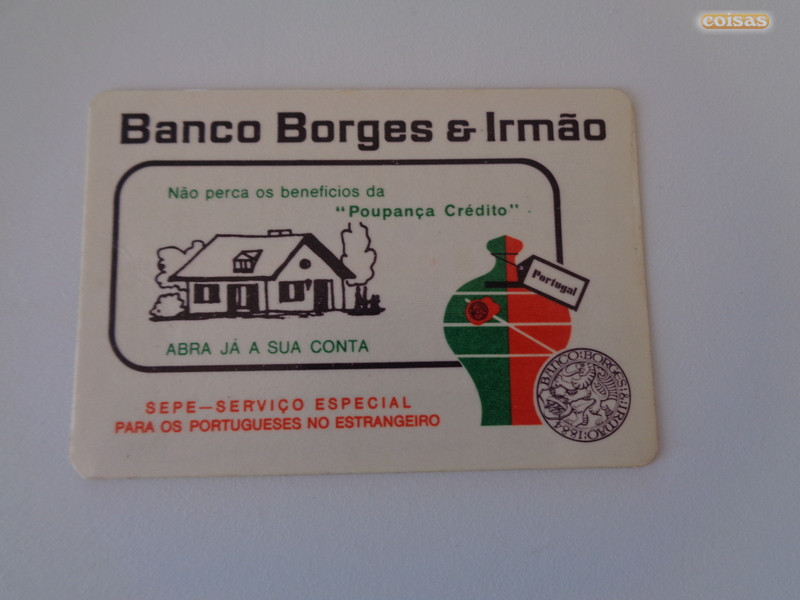 coisas
Banco Borges & Irmão
Não perca os beneficios da
"Poupança Crédito"
Portugal
ABRA JÁ A SUA CONTA
BANCO:BORGES:&:IRMÃO:1884
SEPE—SERVIÇO ESPECIAL
PARA OS PORTUGUESES NO ESTRANGEIRO